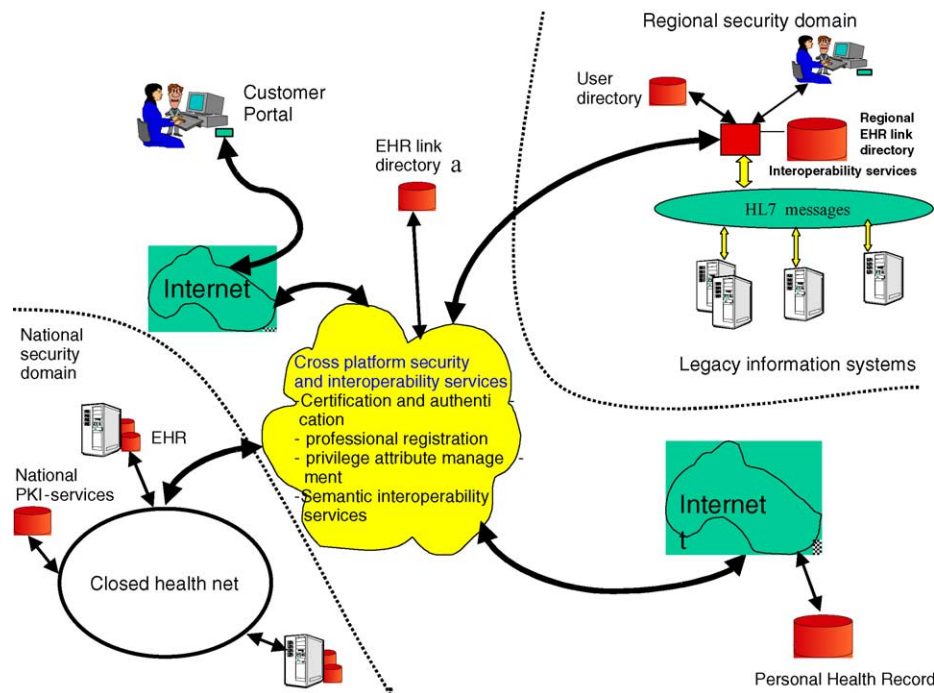 Regional security domain
Customer
Portal
User
directory
Regional
EHR link
directory
Interoperability services
EHR link
directory a
HL7 messages
Internet
Legacy information systems
National
security
domain
Cross platform security
and interoperability services
-Certification and authenti
cation
- professional registration
- privilege attribute manage -
ment
-Semantic interoperability
services
EHR
National
PKI-services
Closed health net
Internet
t
Personal Health Record